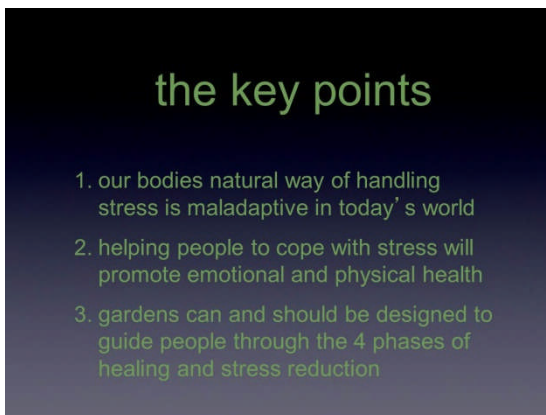 the key points
1. our bodies natural way of handling
stress is maladaptive in today’s world
2. helping people to cope with stress will
promote emotional and physical health
3. gardens can and should be designed to
guide people through the 4 phases of
healing and stress reduction